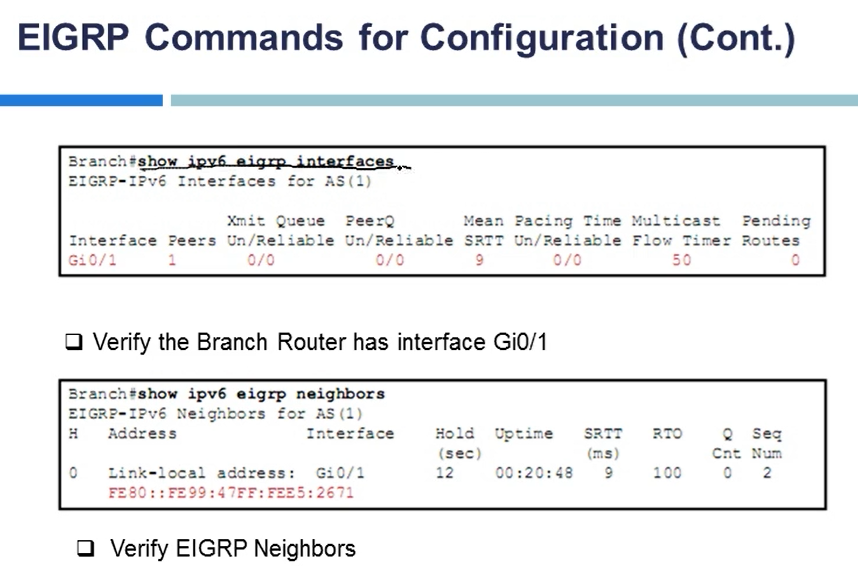 EIGRP Commands for Configuration (Cont.)
Branch#show ipv6 eigrp interfaces
EIGRP-IPv6 Interfaces for AS(1)
Xmit Queue PeerQ Mean Pacing Time Multicast Pending
Interface Peers Un/Reliable Un/Reliable SRTT Un/Reliable Flow Timer Routes
Gi0/1 1 0/0 0/0 9 0/0 50 0
❑ Verify the Branch Router has interface Gi0/1
Branch#show ipv6 eigrp neighbors
EIGRP-IPv6 Neighbors for AS(1)
H Address Interface Hold Uptime SRTT RTO Q Seq
(sec) (ms) Cnt Num
0 Link-local address: Gi0/1 12 00:20:48 9 100 0 2
FE80::FE99:47FF:FEE5:2671
❑ Verify EIGRP Neighbors